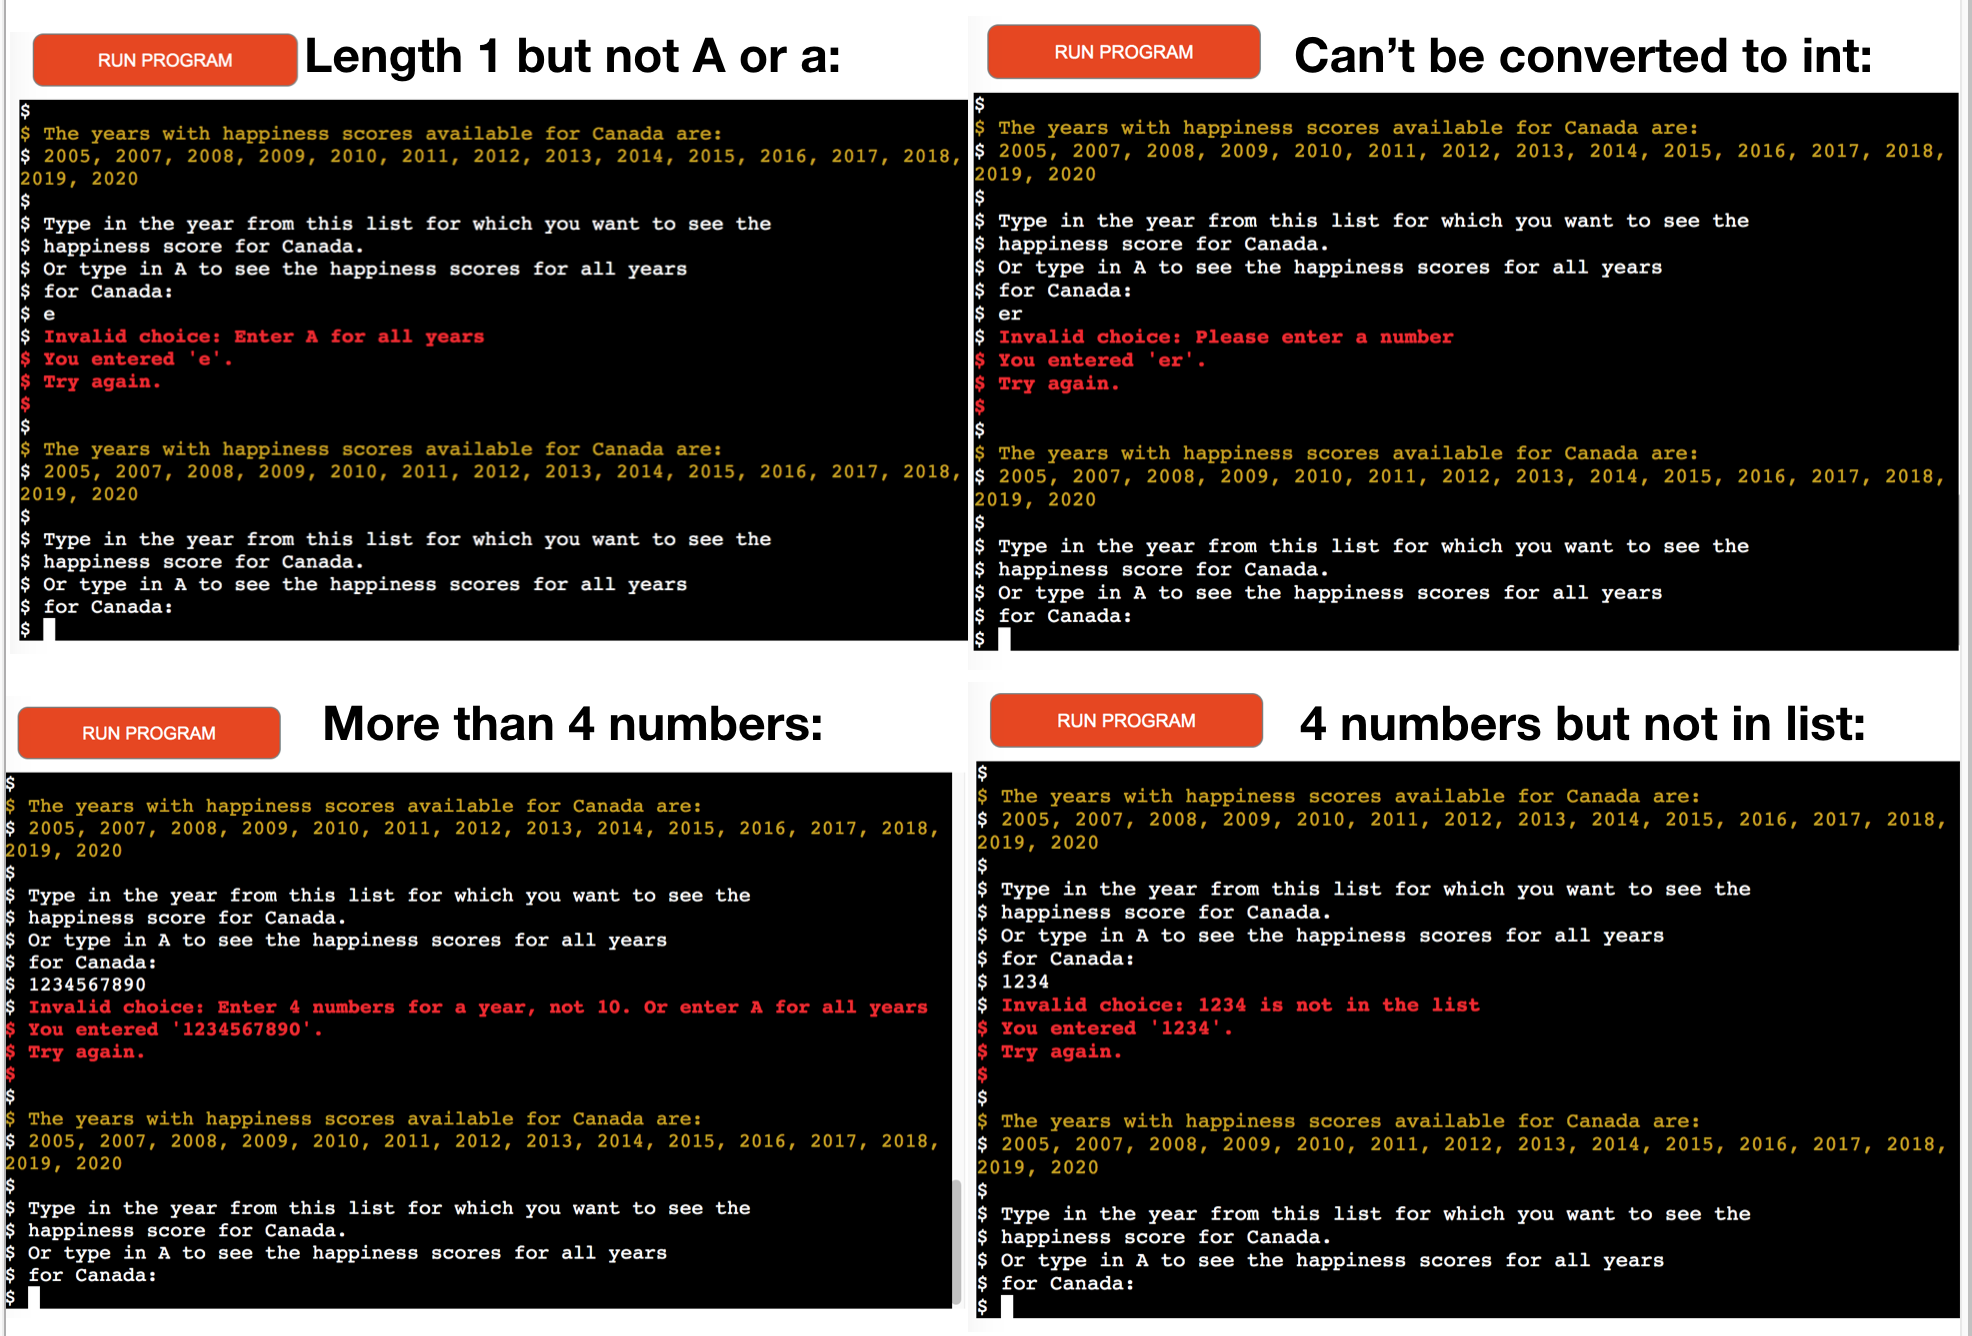 RUN PROGRAM
Length 1 but not A or a:
$
$ The years with happiness scores available for Canada are:
$ 2005, 2007, 2008, 2009, 2010, 2011, 2012, 2013, 2014, 2015, 2016, 2017, 2018,
2019, 2020
$
$ Type in the year from this list for which you want to see the
$ happiness score for Canada.
$ Or type in A to see the happiness scores for all years
$ for Canada:
$ e
$ Invalid choice: Enter A for all years
$ You entered 'e'.
$ Try again.
$
$
$ The years with happiness scores available for Canada are:
$ 2005, 2007, 2008, 2009, 2010, 2011, 2012, 2013, 2014, 2015, 2016, 2017, 2018,
2019, 2020
$
$ Type in the year from this list for which you want to see the
$ happiness score for Canada.
$ Or type in A to see the happiness scores for all years
$ for Canada:
$
RUN PROGRAM
Can’t be converted to int:
$
$ The years with happiness scores available for Canada are:
$ 2005, 2007, 2008, 2009, 2010, 2011, 2012, 2013, 2014, 2015, 2016, 2017, 2018,
2019, 2020
$
$ Type in the year from this list for which you want to see the
$ happiness score for Canada.
$ Or type in A to see the happiness scores for all years
$ for Canada:
$ er
$ Invalid choice: Please enter a number
$ You entered 'er'.
$ Try again.
$
$
$ The years with happiness scores available for Canada are:
$ 2005, 2007, 2008, 2009, 2010, 2011, 2012, 2013, 2014, 2015, 2016, 2017, 2018,
2019, 2020
$
$ Type in the year from this list for which you want to see the
$ happiness score for Canada.
$ Or type in A to see the happiness scores for all years
$ for Canada:
$
RUN PROGRAM
More than 4 numbers:
$
$ The years with happiness scores available for Canada are:
$ 2005, 2007, 2008, 2009, 2010, 2011, 2012, 2013, 2014, 2015, 2016, 2017, 2018,
2019, 2020
$
$ Type in the year from this list for which you want to see the
$ happiness score for Canada.
$ Or type in A to see the happiness scores for all years
$ for Canada:
$ 1234567890
$ Invalid choice: Enter 4 numbers for a year, not 10. Or enter A for all years
$ You entered '1234567890'.
$ Try again.
$
$
$ The years with happiness scores available for Canada are:
$ 2005, 2007, 2008, 2009, 2010, 2011, 2012, 2013, 2014, 2015, 2016, 2017, 2018,
2019, 2020
$
$ Type in the year from this list for which you want to see the
$ happiness score for Canada.
$ Or type in A to see the happiness scores for all years
$ for Canada:
$
RUN PROGRAM
4 numbers but not in list:
$
$ The years with happiness scores available for Canada are:
$ 2005, 2007, 2008, 2009, 2010, 2011, 2012, 2013, 2014, 2015, 2016, 2017, 2018,
2019, 2020
$
$ Type in the year from this list for which you want to see the
$ happiness score for Canada.
$ Or type in A to see the happiness scores for all years
$ for Canada:
$ 1234
$ Invalid choice: 1234 is not in the list
$ You entered '1234'.
$ Try again.
$
$
$ The years with happiness scores available for Canada are:
$ 2005, 2007, 2008, 2009, 2010, 2011, 2012, 2013, 2014, 2015, 2016, 2017, 2018,
2019, 2020
$
$ Type in the year from this list for which you want to see the
$ happiness score for Canada.
$ Or type in A to see the happiness scores for all years
$ for Canada:
$